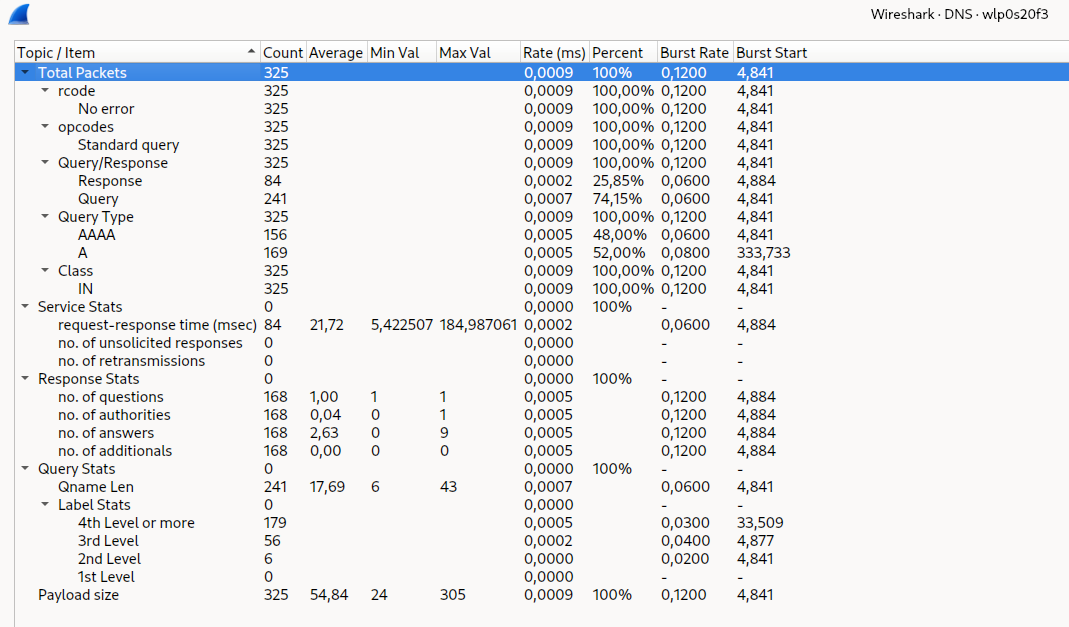 Wireshark · DNS · wlp0s20f3
Topic / Item Count Average Min Val Max Val Rate (ms) Percent Burst Rate Burst Start
Total Packets 325 0,0009 100% 0,1200 4,841
rcode 325 0,0009 100,00% 0,1200 4,841
No error 325 0,0009 100,00% 0,1200 4,841
opcodes 325 0,0009 100,00% 0,1200 4,841
Standard query 325 0,0009 100,00% 0,1200 4,841
Query/Response 325 0,0009 100,00% 0,1200 4,841
Response 84 0,0002 25,85% 0,0600 4,884
Query 241 0,0007 74,15% 0,0600 4,841
Query Type 325 0,0009 100,00% 0,1200 4,841
AAAA 156 0,0005 48,00% 0,0600 4,841
A 169 0,0005 52,00% 0,0800 333,733
Class 325 0,0009 100,00% 0,1200 4,841
IN 325 0,0009 100,00% 0,1200 4,841
Service Stats 0 0,0000 100% - -
request-response time (msec) 84 21,72 5,422507 184,987061 0,0002 0,0600 4,884
no. of unsolicited responses 0 0,0000 - -
no. of retransmissions 0 0,0000 - -
Response Stats 0 0,0000 100% - -
no. of questions 168 1,00 1 1 0,0005 0,1200 4,884
no. of authorities 168 0,04 0 1 0,0005 0,1200 4,884
no. of answers 168 2,63 0 9 0,0005 0,1200 4,884
no. of additionals 168 0,00 0 0 0,0005 0,1200 4,884
Query Stats 0 0,0000 100% - -
Qname Len 241 17,69 6 43 0,0007 0,0600 4,841
Label Stats 0 0,0000 - -
4th Level or more 179 0,0005 0,0300 33,509
3rd Level 56 0,0002 0,0400 4,877
2nd Level 6 0,0000 0,0200 4,841
1st Level 0 0,0000 - -
Payload size 325 54,84 24 305 0,0009 100% 0,1200 4,841